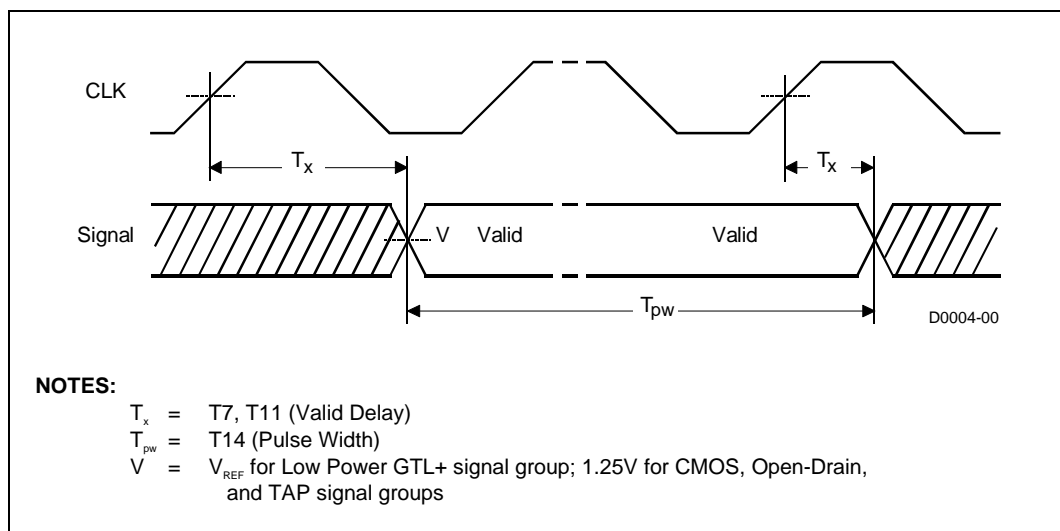 CLK
Tx Tx
Signal V Valid Valid
Tpw
D0004-00
NOTES:
Tx = T7, T11 (Valid Delay)
Tpw = T14 (Pulse Width)
V = VREF for Low Power GTL+ signal group; 1.25V for CMOS, Open-Drain,
and TAP signal groups